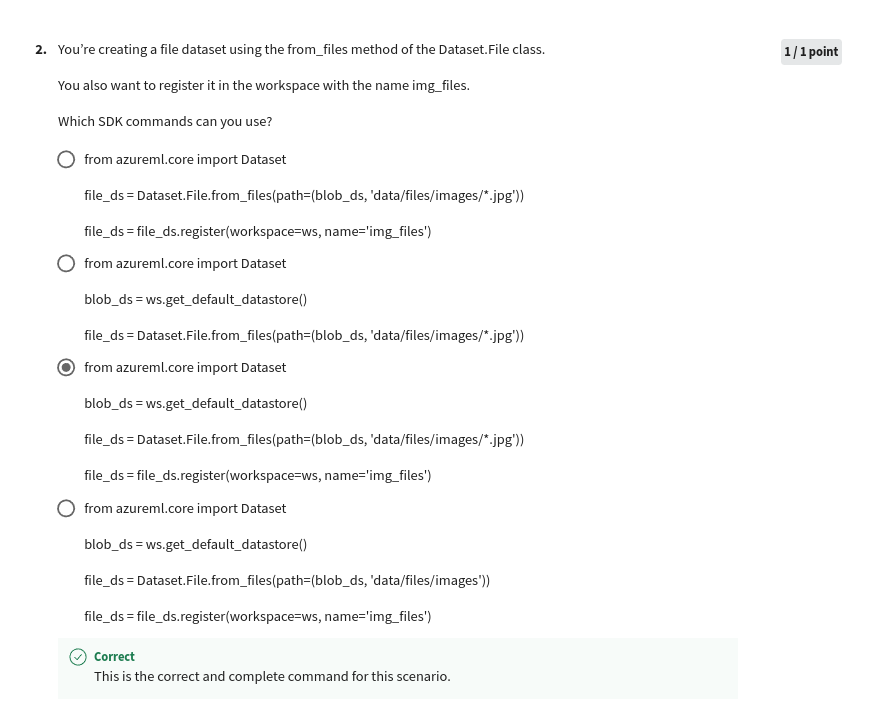 2. You're creating a file dataset using the from_files method of the Dataset.File class.
1 / 1 point
You also want to register it in the workspace with the name img_files.
Which SDK commands can you use?
from azureml.core import Dataset
file_ds = Dataset.File.from_files(path=(blob_ds, 'data/files/images/*.jpg'))
file_ds = file_ds.register(workspace=ws, name='img_files')
from azureml.core import Dataset
blob_ds = ws.get_default_datastore()
file_ds = Dataset.File.from_files(path=(blob_ds, 'data/files/images/*.jpg'))
from azureml.core import Dataset
blob_ds = ws.get_default_datastore()
file_ds = Dataset.File.from_files(path=(blob_ds, 'data/files/images/*.jpg'))
file_ds = file_ds.register(workspace=ws, name='img_files')
from azureml.core import Dataset
blob_ds = ws.get_default_datastore()
file_ds = Dataset.File.from_files(path=(blob_ds, 'data/files/images'))
file_ds = file_ds.register(workspace=ws, name='img_files')
Correct
This is the correct and complete command for this scenario.